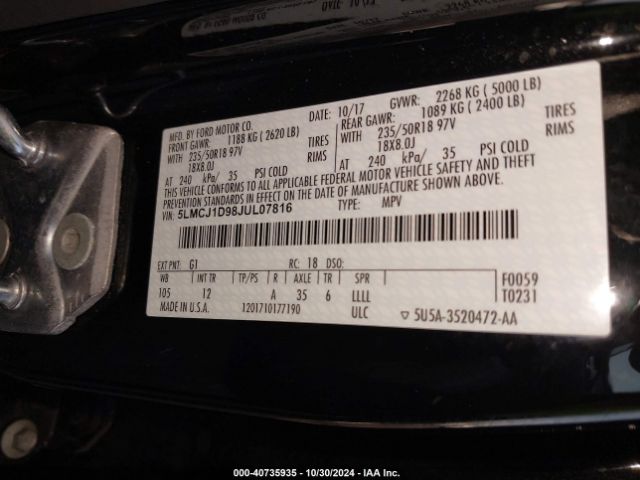 MFD. BY FORD MOTOR CO.
DATE: 10/17
GVWR: 2268 KG ( 5000 LB)
FRONT GAWR: 1188 KG ( 2620 LB)
REAR GAWR: 1089 KG ( 2400 LB)
WITH 235/50R18 97V TIRES
WITH 235/50R18 97V TIRES
18X8.0J RIMS
18X8.0J RIMS
AT 240 kPa/ 35 PSI COLD
AT 240 kPa/ 35 PSI COLD
THIS VEHICLE CONFORMS TO ALL APPLICABLE FEDERAL MOTOR VEHICLE SAFETY AND THEFT
PREVENTION STANDARDS IN EFFECT ON THE DATE OF MANUFACTURE SHOWN ABOVE.
VIN: 5LMCJ1D98JUL07816
TYPE: MPV
EXT PNT: G1 RC: 18 DSO:
WB INT TR TP/PS R AXLE TR SPR
105 12 A 35 6 LLLL
F0059
T0231
MADE IN U.S.A. 1201710177190 ULC ▽ 5U5A-3520472-AA
000-40735935 - 10/30/2024 - IAA Inc.